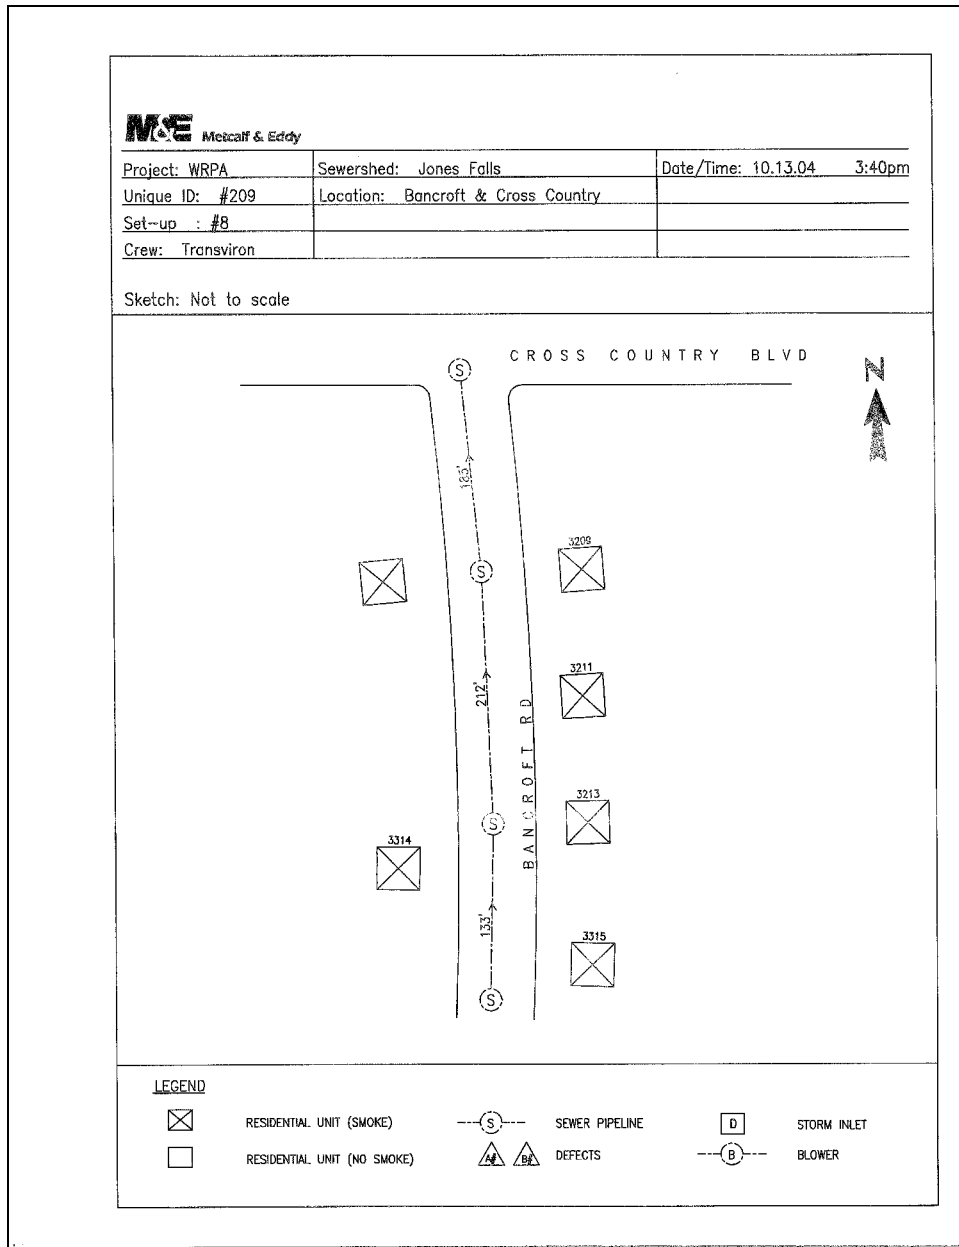 M&E Metcalf & Eddy
Project: WRPA Sewershed: Jones Falls Date/Time: 10.13.04 3:40pm
Unique ID: #209 Location: Bancroft & Cross Country
Set-up : #8
Crew: Transviron
Sketch: Not to scale
CROSS COUNTRY BLVD
S
N
185'
3209
S
3211
212'
BANCROFT RD
3213
S
3314
133'
3315
S
LEGEND
RESIDENTIAL UNIT (SMOKE) S SEWER PIPELINE D STORM INLET
RESIDENTIAL UNIT (NO SMOKE) A# B# DEFECTS B BLOWER